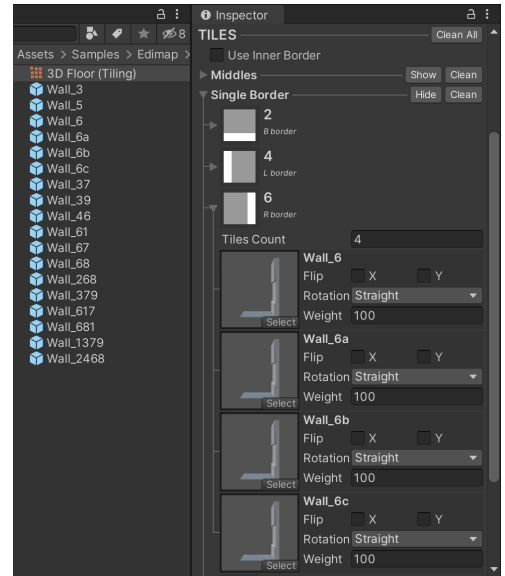 8
Assets > Samples > Edimap >
3D Floor (Tiling)
Wall_3
Wall_5
Wall_6
Wall_6a
Wall_6b
Wall_6c
Wall_37
Wall_39
Wall_46
Wall_61
Wall_67
Wall_68
Wall_268
Wall_379
Wall_617
Wall_681
Wall_1379
Wall_2468
Inspector
TILES Clean All
Use Inner Border
Middles Show Clean
Single Border Hide Clean
2
B border
4
L border
6
R border
Tiles Count 4
Wall_6
Flip X Y
Rotation Straight
Weight 100
Select
Wall_6a
Flip X Y
Rotation Straight
Weight 100
Select
Wall_6b
Flip X Y
Rotation Straight
Weight 100
Select
Wall_6c
Flip X Y
Rotation Straight
Weight 100
Select